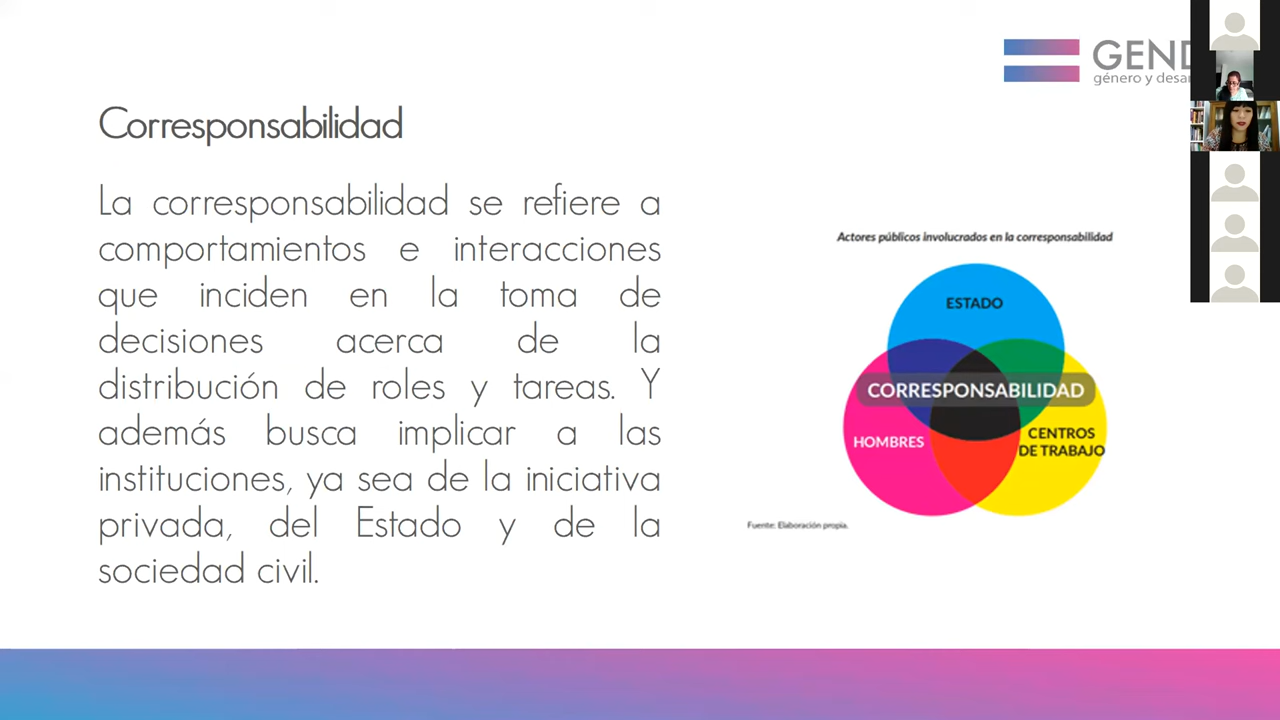 GEND
género y desar
Corresponsabilidad
La corresponsabilidad se refiere a
comportamientos e interacciones
que inciden en la toma de
decisiones acerca de la
distribución de roles y tareas. Y
además busca implicar a las
instituciones, ya sea de la iniciativa
privada, del Estado y de la
sociedad civil.
Actores públicos involucrados en la corresponsabilidad
ESTADO
CORRESPONSABILIDAD
HOMBRES
CENTROS
DE TRABAJO
Fuente: Elaboración propia.